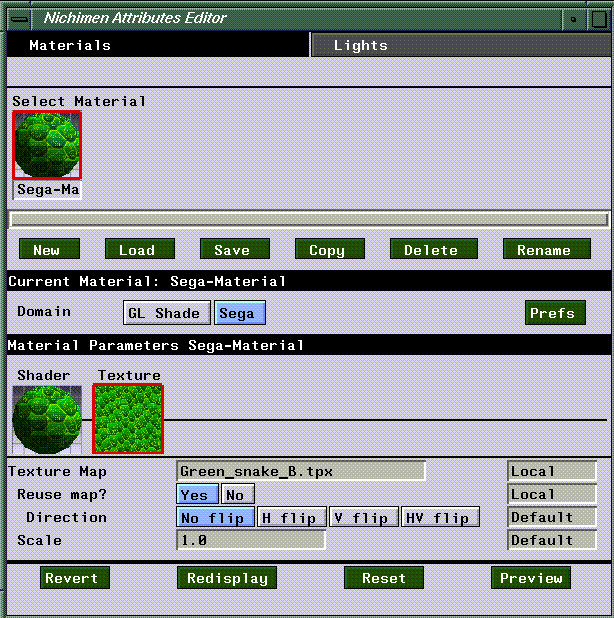 Nichimen Attributes Editor
Materials Lights
Select Material
Sega-Ma
New Load Save Copy Delete Rename
Current Material: Sega-Material
Domain GL Shade Sega Prefs
Material Parameters Sega-Material
Shader Texture
Texture Map Green_snake_B.tpx Local
Reuse map? Yes No Local
Direction No flip H flip V flip HV flip Default
Scale 1.0 Default
Revert Redisplay Reset Preview